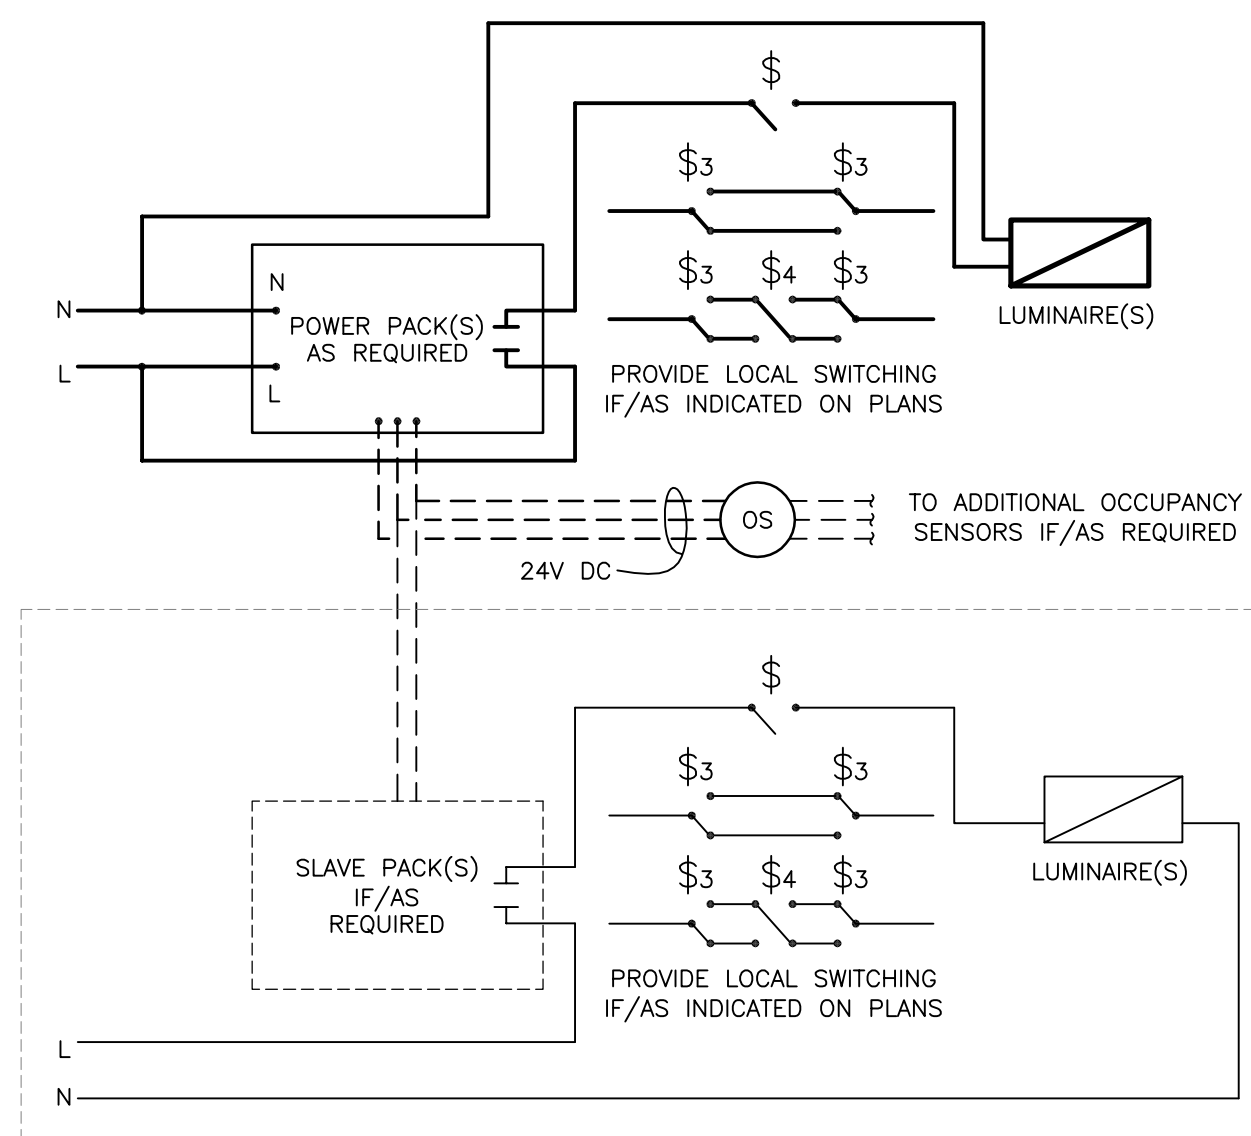 $
$3 $3
$3 $4 $3
N
N
POWER PACK(S)
AS REQUIRED
L
L
LUMINAIRE(S)
PROVIDE LOCAL SWITCHING
IF/AS INDICATED ON PLANS
OS
TO ADDITIONAL OCCUPANCY
SENSORS IF/AS REQUIRED
24V DC
$
$3 $3
$3 $4 $3
SLAVE PACK(S)
IF/AS
REQUIRED
LUMINAIRE(S)
PROVIDE LOCAL SWITCHING
IF/AS INDICATED ON PLANS
L
N